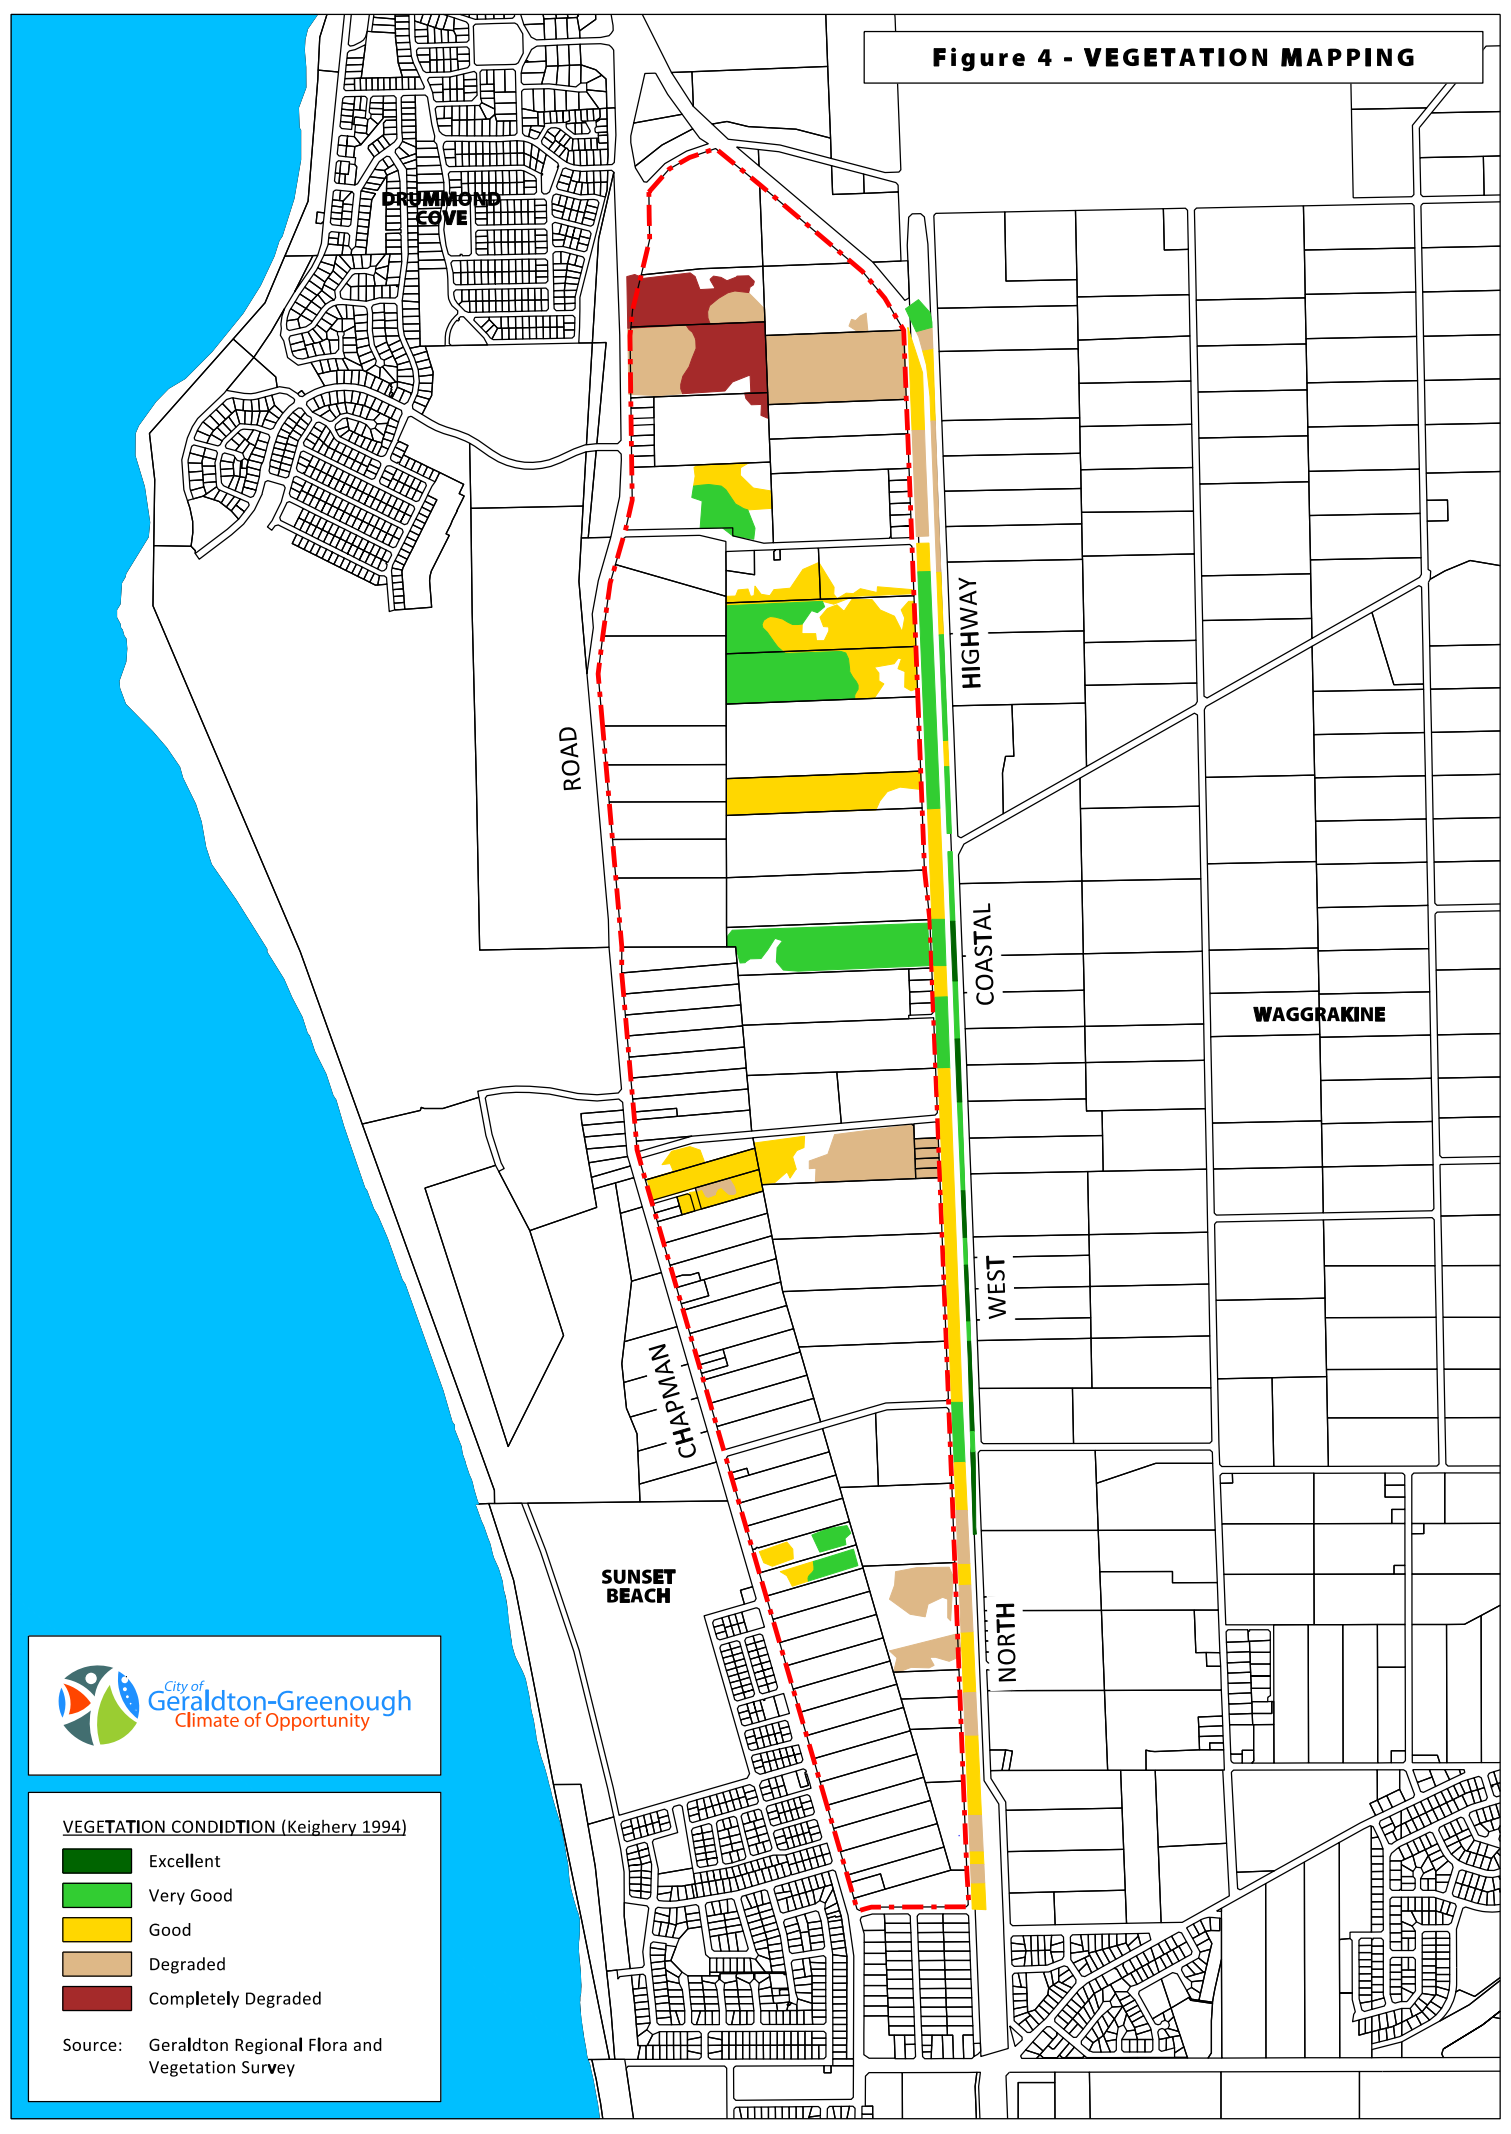 Figure 4 - VEGETATION MAPPING
DRUMMOND
COVE
HIGHWAY
ROAD
COASTAL
WAGGRAKINE
WEST
CHAPMAN
SUNSET
BEACH
NORTH
City of
Geraldton-Greenough
Climate of Opportunity
VEGETATION CONDIDTION (Keighery 1994)
Excellent
Very Good
Good
Degraded
Completely Degraded
Source: Geraldton Regional Flora and
Vegetation Survey